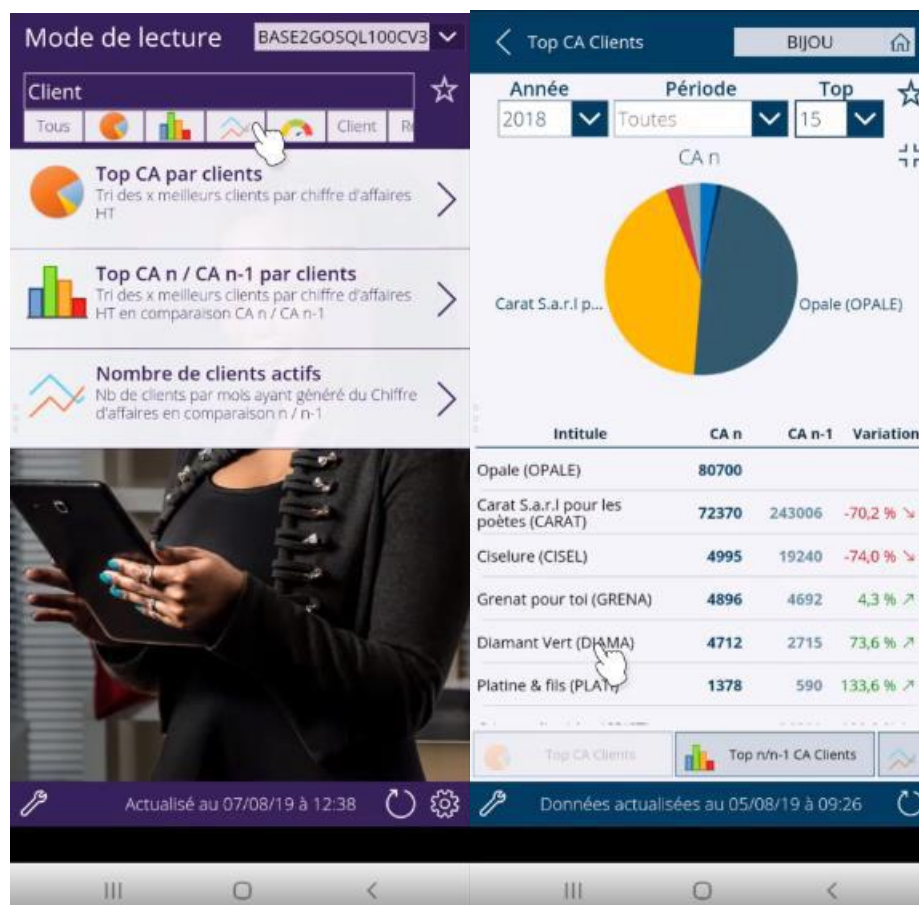 Mode de lecture
BASE2GOSQL100CV3
Client
Tous
Client
Top CA par clients
Tri des x meilleurs clients par chiffre d'affaires
HT
Top CA n / CA n-1 par clients
Tri des x meilleurs clients par chiffre d'affaires
HT en comparaison CA n / CA n-1
Nombre de clients actifs
Nb de clients par mois ayant généré du Chiffre
d'affaires en comparaison n / n-1
Actualisé au 07/08/19 à 12:38
Top CA Clients
BIJOU
Année Période Top
2018 Toutes 15
CA n
Carat S.a.r.l p...
Opale (OPALE)
Intitule CA n CA n-1 Variation
Opale (OPALE) 80700
Carat S.a.r.l pour les
poètes (CARAT) 72370 243006 -70,2 %
Ciselure (CISEL) 4995 19240 -74,0 %
Grenat pour toi (GRENA) 4896 4692 4,3 %
Diamant Vert (DIAMA) 4712 2715 73,6 %
Platine & fils (PLATI) 1378 590 133,6 %
Top CA Clients
Top n/n-1 CA Clients
Données actualisées au 05/08/19 à 09:26